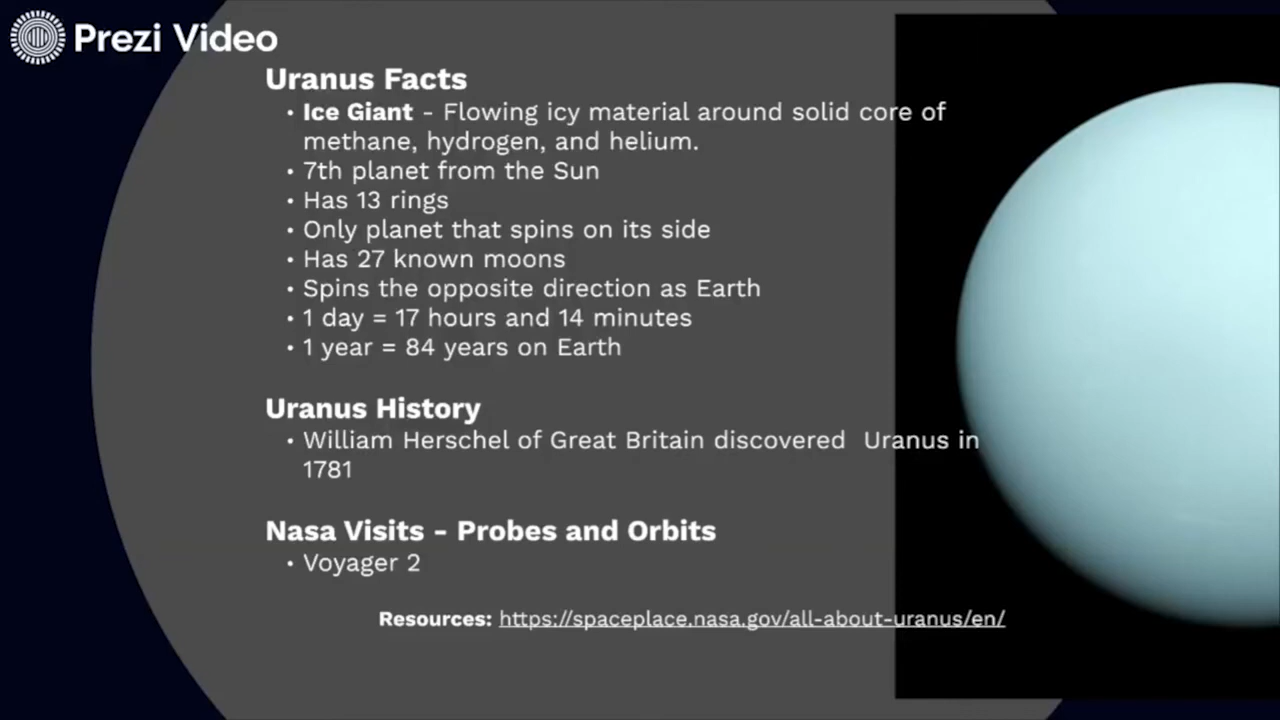 Prezi Video
Uranus Facts
• Ice Giant - Flowing icy material around solid core of
methane, hydrogen, and helium.
• 7th planet from the Sun
• Has 13 rings
• Only planet that spins on its side
• Has 27 known moons
• Spins the opposite direction as Earth
• 1 day = 17 hours and 14 minutes
• 1 year = 84 years on Earth
Uranus History
• William Herschel of Great Britain discovered  Uranus in
1781
Nasa Visits - Probes and Orbits
• Voyager 2
Resources: https://spaceplace.nasa.gov/all-about-uranus/en/